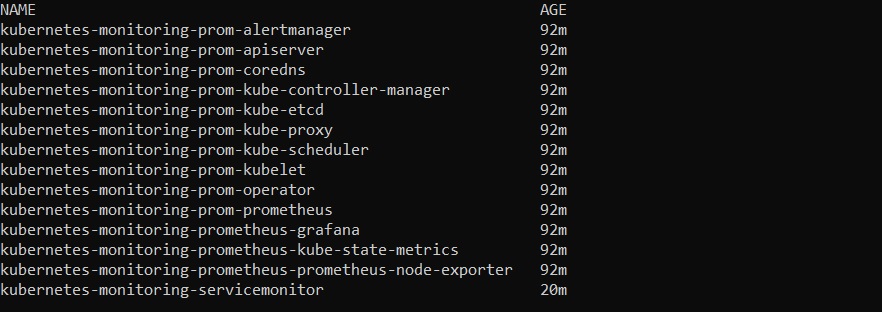 NAME AGE
kubernetes-monitoring-prom-alertmanager 92m
kubernetes-monitoring-prom-apiserver 92m
kubernetes-monitoring-prom-coredns 92m
kubernetes-monitoring-prom-kube-controller-manager 92m
kubernetes-monitoring-prom-kube-etcd 92m
kubernetes-monitoring-prom-kube-proxy 92m
kubernetes-monitoring-prom-kube-scheduler 92m
kubernetes-monitoring-prom-kubelet 92m
kubernetes-monitoring-prom-operator 92m
kubernetes-monitoring-prom-prometheus 92m
kubernetes-monitoring-prometheus-grafana 92m
kubernetes-monitoring-prometheus-kube-state-metrics 92m
kubernetes-monitoring-prometheus-prometheus-node-exporter 92m
kubernetes-monitoring-servicemonitor 20m